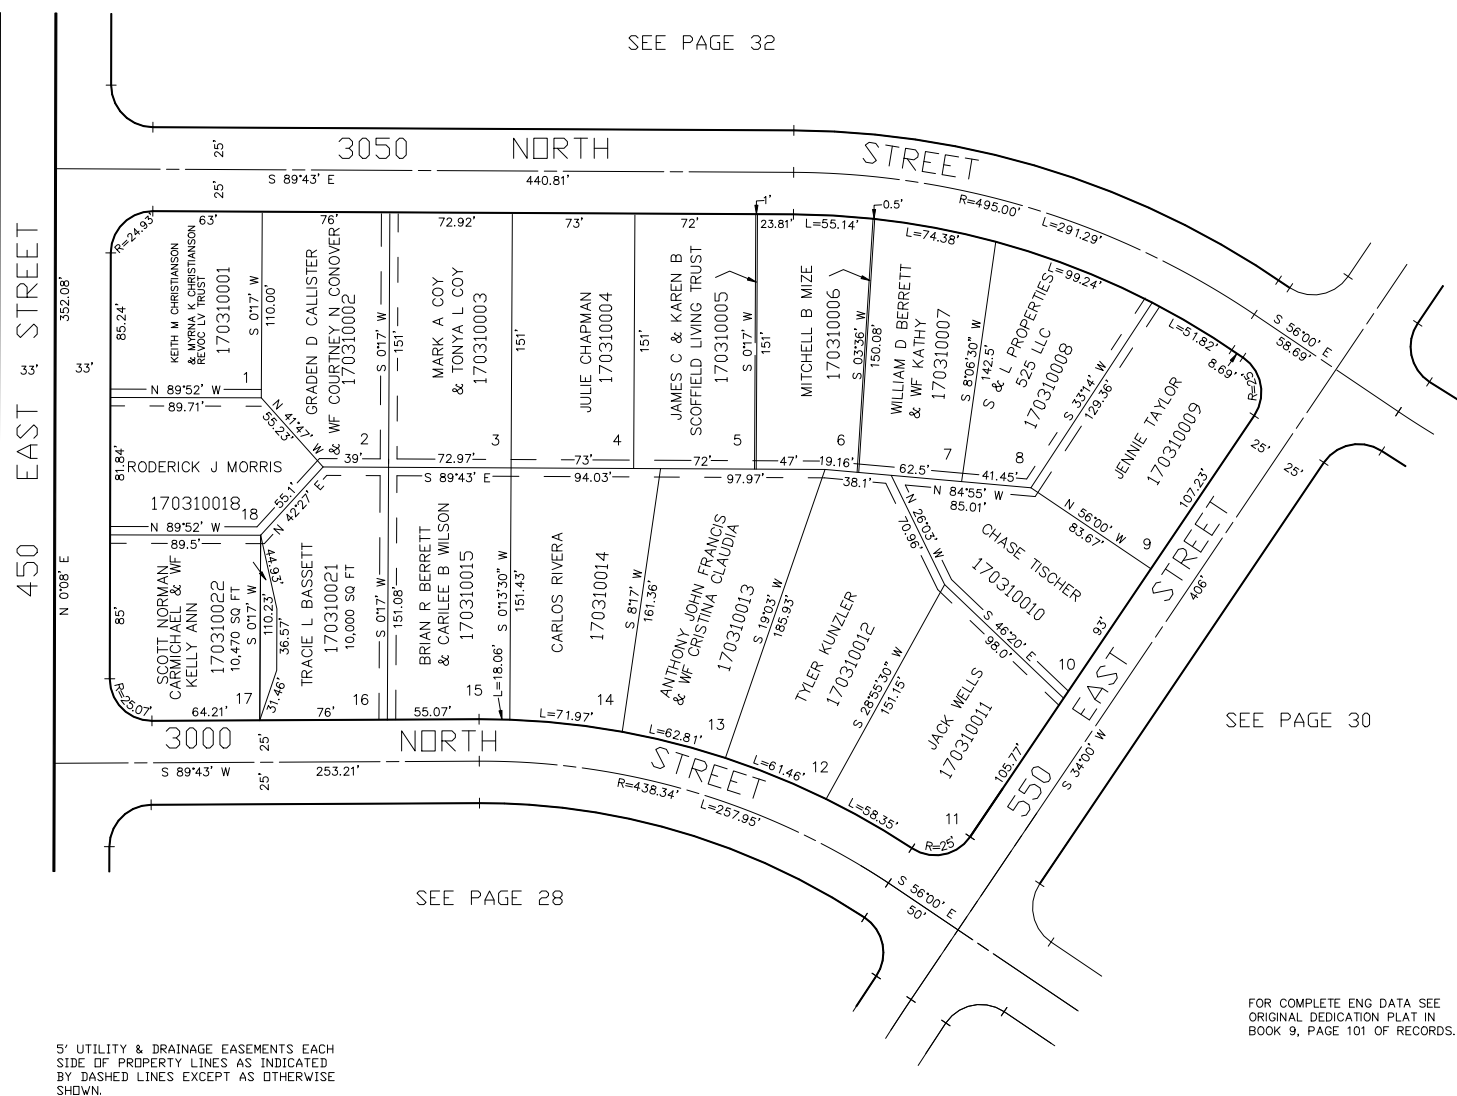 SEE PAGE 32
3050 NORTH STREET
25'
25'
S 89°43' E
440.81'
R=495.00'
L=291.29'
S 56°00' E
58.69'
450 EAST STREET
352.08'
33'
33'
N 0°08' E
R=24.93'
63'
76'
72.92'
73'
72'
1'
23.81'
L=55.14'
0.5'
L=74.38'
L=99.24'
L=51.82'
8.69'
R=25'
85.24'
KEITH M CHRISTIANSON
& MYRNA K CHRISTIANSON
REVOC LV TRUST
170310001
S 0°17' W
110.00'
1
N 89°52' W
89.71'
GRADEN D CALLISTER
& WF COURTNEY N CONOVER
170310002
S 0°17' W
151'
2
39'
MARK A COY
& TONYA L COY
170310003
151'
3
72.97'
JULIE CHAPMAN
170310004
151'
4
73'
JAMES C & KAREN B
SCOFFIELD LIVING TRUST
170310005
S 0°17' W
151'
5
72'
MITCHELL B MIZE
170310006
S 03°36' W
150.08'
6
47'
19.16'
WILLIAM D BERRETT
& WF KATHY
170310007
S 8°06'30" W
142.5'
7
62.5'
S & L PROPERTIES
525 LLC
170310008
S 33°14' W
129.36'
8
41.45'
JENNIE TAYLOR
170310009
107.23'
9
25'
25'
N 41°47' W
55.23'
81.84'
RODERICK J MORRIS
170310018
18
55.1'
N 42°27' E
N 89°52' W
89.5'
S 89°43' E
94.03'
97.97'
38.1'
N 84°55' W
85.01'
N 56°00' W
83.67'
85'
SCOTT NORMAN
CARMICHAEL & WF
KELLY ANN
170310022
10,470 SQ FT
S 0°17' W
110.23'
44.93'
36.57'
31.46'
17
R=25.07'
64.21'
TRACIE L BASSETT
170310021
10,000 SQ FT
S 0°17' W
151.08'
16
76'
BRIAN R BERRETT
& CARILEE B WILSON
170310015
S 0°13'30" W
151.43'
15
55.07'
L=18.06'
CARLOS RIVERA
170310014
S 8°17' W
161.36'
14
L=71.97'
ANTHONY JOHN FRANCIS
& WF CRISTINA CLAUDIA
170310013
S 19°03' W
185.93'
13
L=62.81'
TYLER KUNZLER
170310012
S 28°55'30" W
151.15'
12
L=61.46'
N 26°03' W
70.96'
CHASE TISCHER
170310010
S 46°20' E
98.0'
10
93'
JACK WELLS
170310011
105.77'
11
L=58.35'
R=25'
550 EAST STREET
406'
S 34°00' W
SEE PAGE 30
3000 NORTH STREET
25'
25'
S 89°43' W
253.21'
R=438.34'
L=257.95'
S 56°00' E
50'
SEE PAGE 28
FOR COMPLETE ENG DATA SEE
ORIGINAL DEDICATION PLAT IN
BOOK 9, PAGE 101 OF RECORDS.
5' UTILITY & DRAINAGE EASEMENTS EACH
SIDE OF PROPERTY LINES AS INDICATED
BY DASHED LINES EXCEPT AS OTHERWISE
SHOWN.